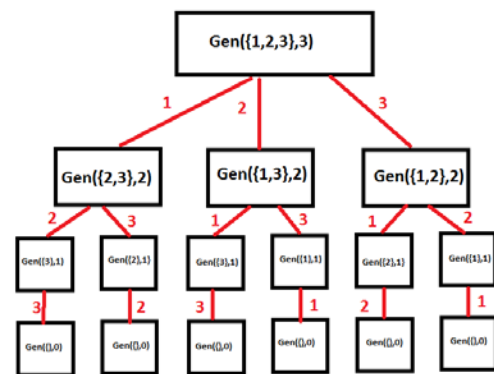 Gen({1,2,3},3)
1 2 3
Gen({2,3},2) Gen({1,3},2) Gen({1,2},2)
2 3 1 3 1 2
Gen({3},1) Gen({2},1) Gen({3},1) Gen({1},1) Gen({2},1) Gen({1},1)
3 2 3 1 2 1
Gen({},0) Gen({},0) Gen({},0) Gen({},0) Gen({},0) Gen({},0)